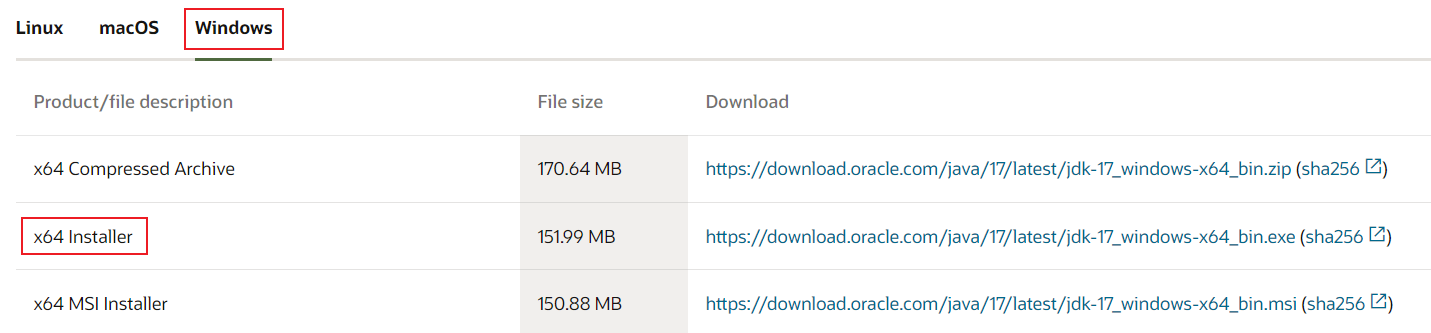 Linux macOS Windows
Product/file description File size Download
x64 Compressed Archive 170.64 MB https://download.oracle.com/java/17/latest/jdk-17_windows-x64_bin.zip (sha256)
x64 Installer 151.99 MB https://download.oracle.com/java/17/latest/jdk-17_windows-x64_bin.exe (sha256)
x64 MSI Installer 150.88 MB https://download.oracle.com/java/17/latest/jdk-17_windows-x64_bin.msi (sha256)